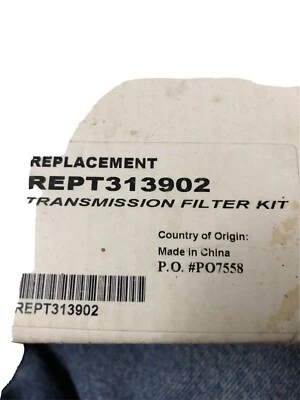 REPLACEMENT
REPT313902
TRANSMISSION FILTER KIT
Country of Origin:
Made in China
P.O. #PO7558
REPT313902